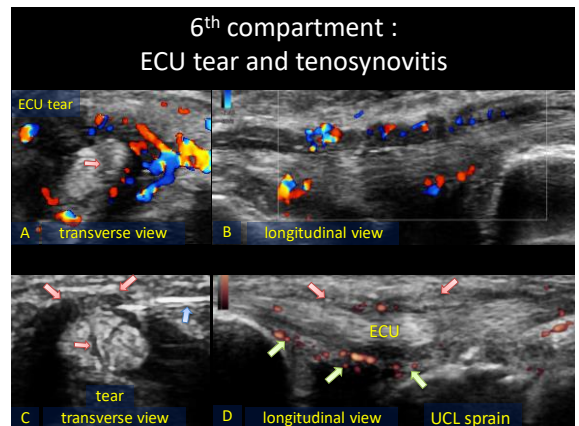 6th compartment :
ECU tear and tenosynovitis
ECU tear
A transverse view
B longitudinal view
ECU
tear
C transverse view
D longitudinal view UCL sprain